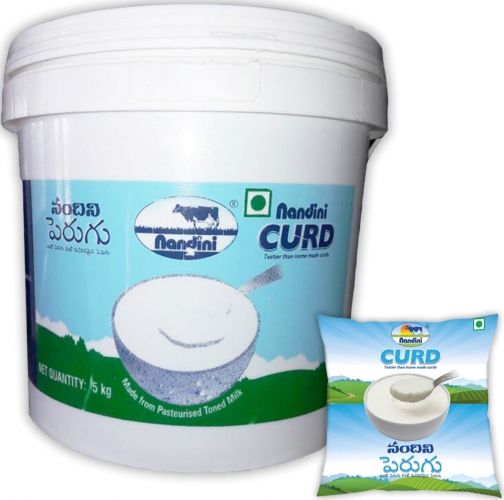 నందిని
పెరుగు
Nandini
®
Nandini
CURD
Tastier than home made curds
NET QUANTITY: 5 kg
Made from Pasteurised Toned Milk
Nandini
CURD
Tastier than home made curds
నందిని
పెరుగు